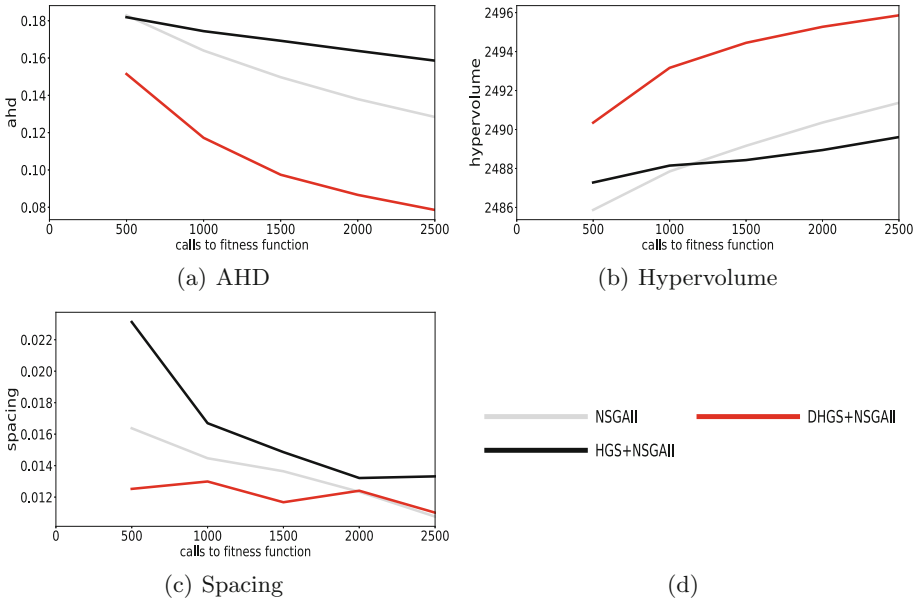 0.18
0.16
0.14
0.12
0.10
0.08
ahd
0 500 1000 1500 2000 2500
calls to fitness function
(a) AHD
2496
2494
2492
2490
2488
2486
hypervolume
0 500 1000 1500 2000 2500
calls to fitness function
(b) Hypervolume
0.022
0.020
0.018
0.016
0.014
0.012
spacing
0 500 1000 1500 2000 2500
calls to fitness function
(c) Spacing
NSGAII
DHGS+NSGAII
HGS+NSGAII
(d)